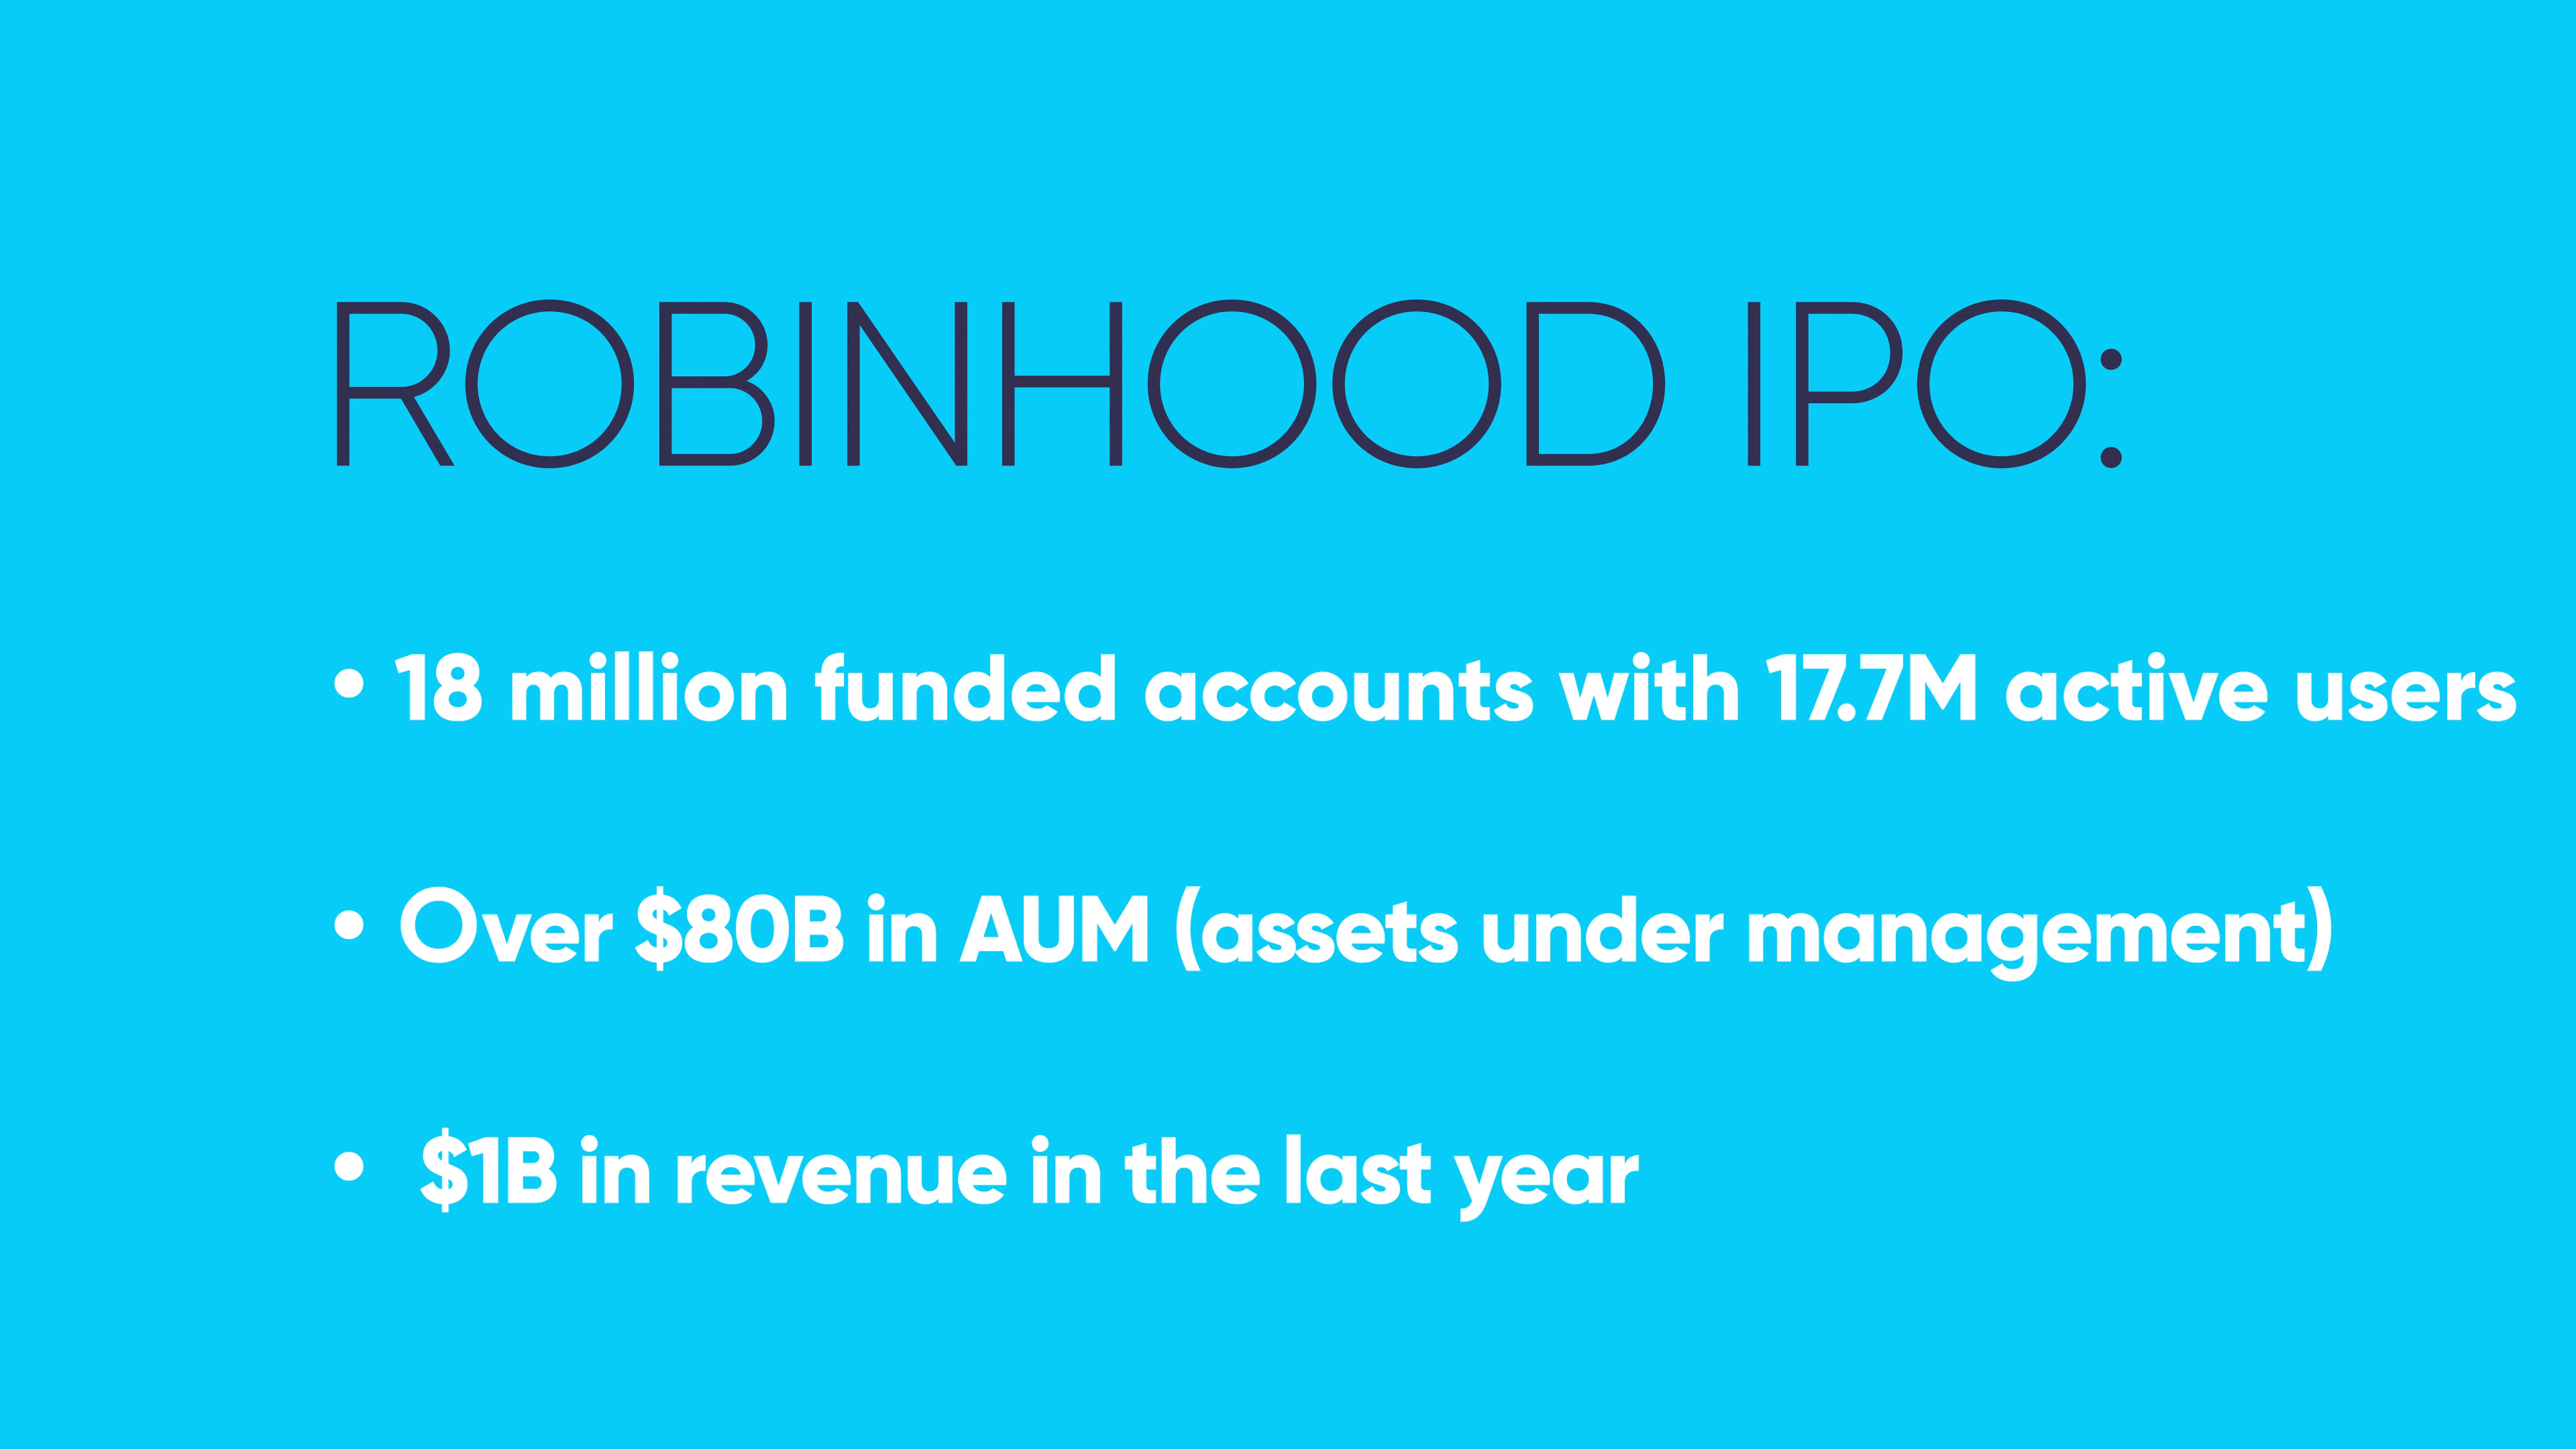 ROBINHOOD IPO:
• 18 million funded accounts with 17.7M active users
• Over $80B in AUM (assets under management)
• $1B in revenue in the last year